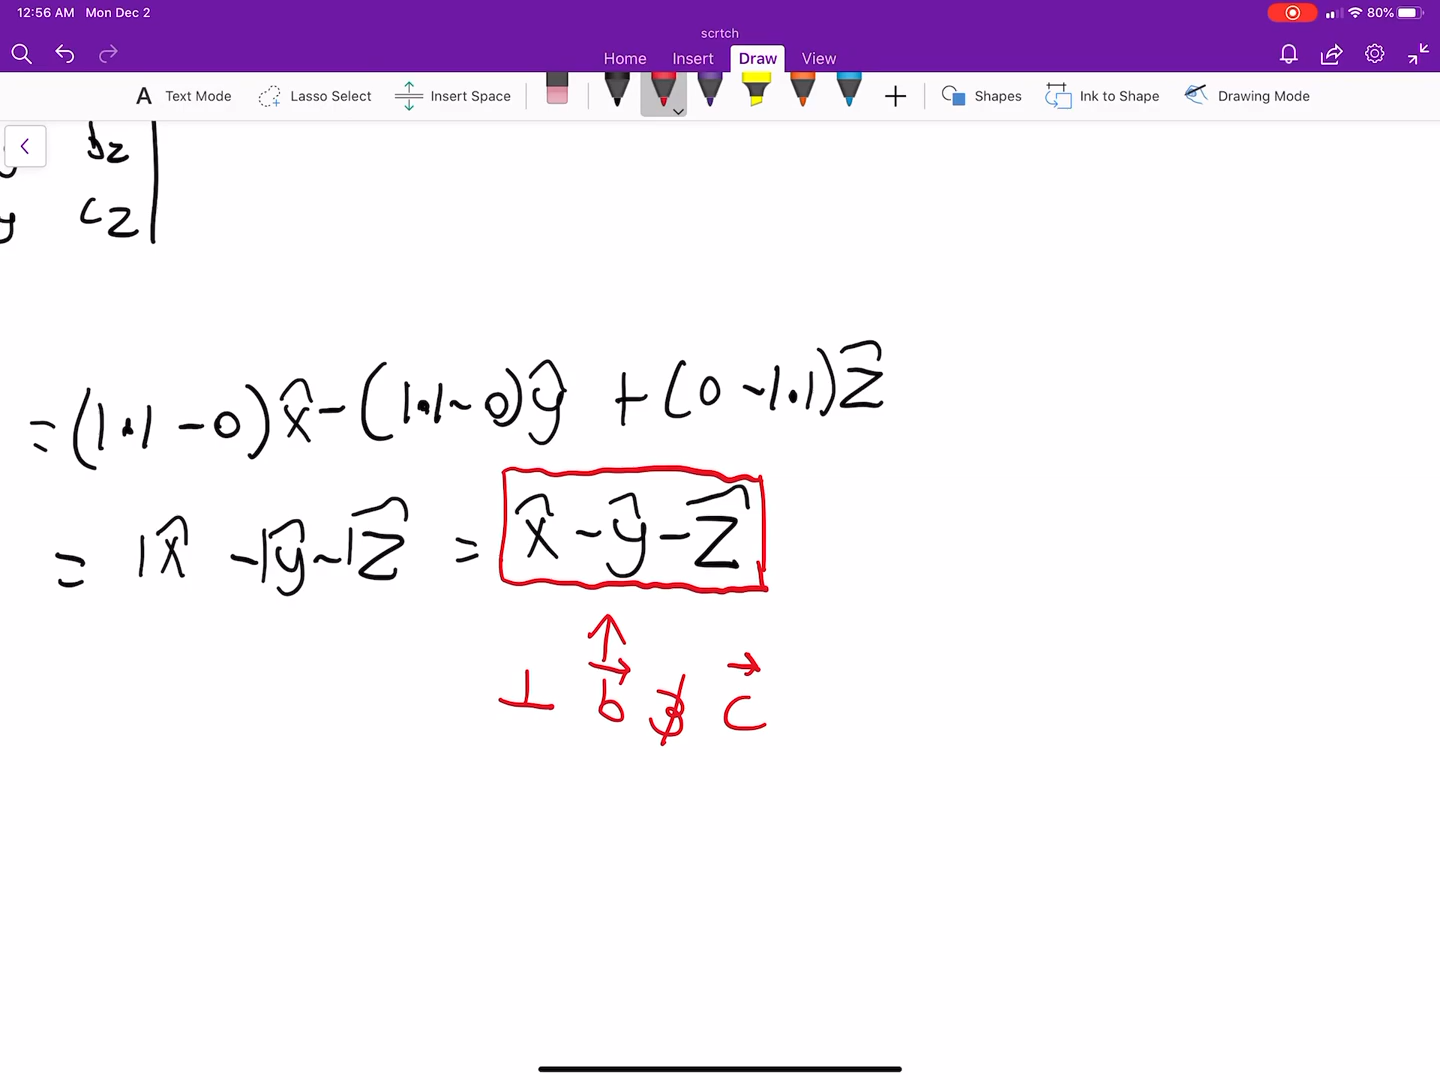 12:56 AM Mon Dec 2
80%
scrtch
Home Insert Draw View
A Text Mode Lasso Select Insert Space Shapes Ink to Shape Drawing Mode
bz
y cz
= (1·1 - 0)x̂ - (1·1 - 0)ŷ + (0 - 1·1)ẑ
= 1x̂ - 1ŷ - 1ẑ = x̂ - ŷ - ẑ
⊥ b⃗ & c⃗